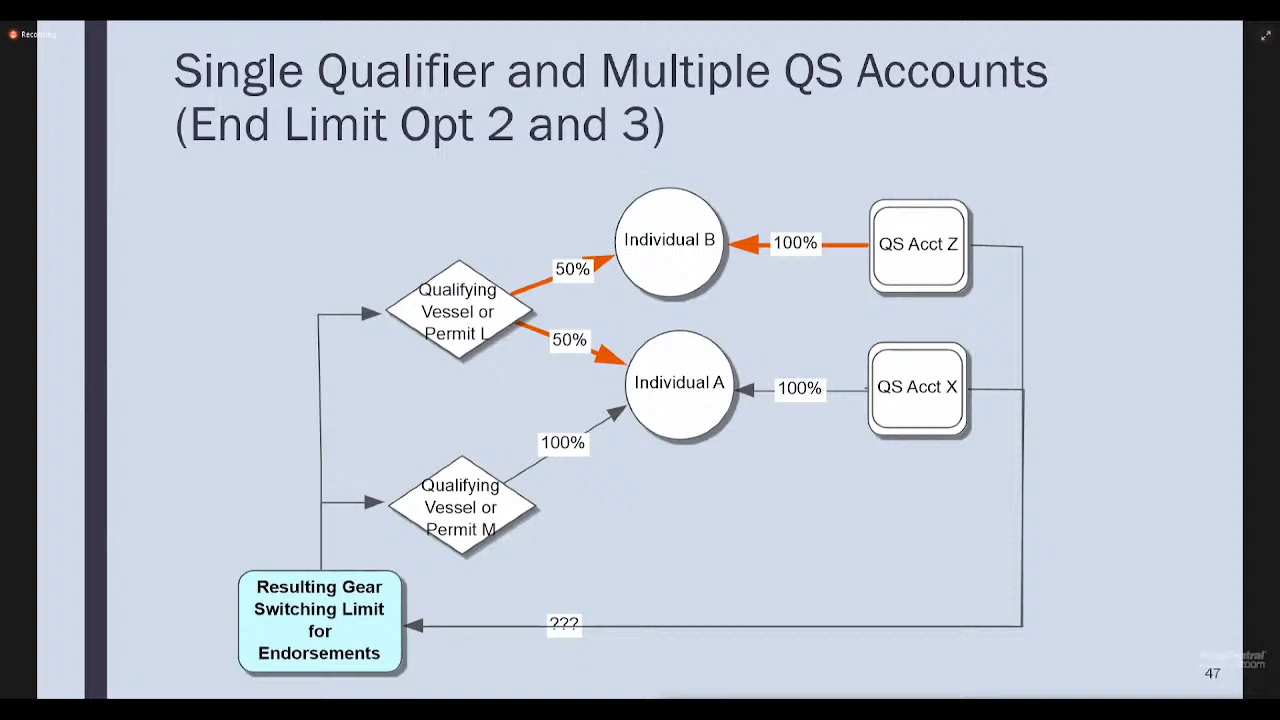 Recording
Single Qualifier and Multiple QS Accounts
(End Limit Opt 2 and 3)
Individual B
100%
QS Acct Z
50%
Qualifying
Vessel or
Permit L
50%
Individual A
100%
QS Acct X
100%
Qualifying
Vessel or
Permit M
Resulting Gear
Switching Limit
for
Endorsements
???
zoom
47